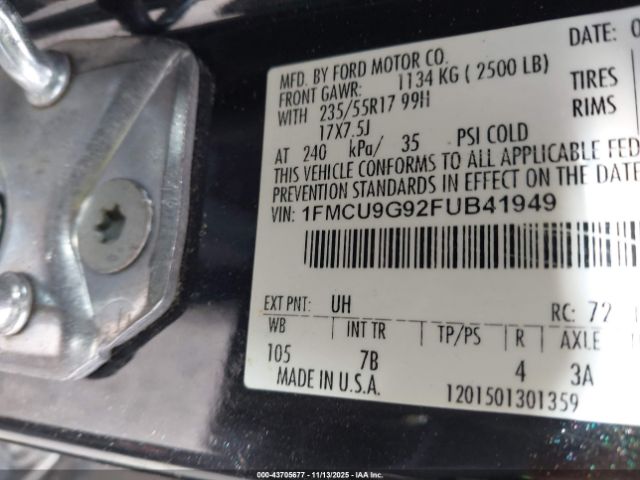 MFD. BY FORD MOTOR CO.
DATE:
FRONT GAWR: 1134 KG ( 2500 LB)
WITH 235/55R17 99H
TIRES
17X7.5J
RIMS
AT 240 kPa/ 35 PSI COLD
THIS VEHICLE CONFORMS TO ALL APPLICABLE FED
PREVENTION STANDARDS IN EFFECT ON THE DATE OF
VIN: 1FMCU9G92FUB41949
EXT PNT: UH RC: 72
WB INT TR TP/PS R AXLE
105 7B 4 3A
MADE IN U.S.A.
1201501301359
000-43705677 - 11/13/2025 - IAA Inc.